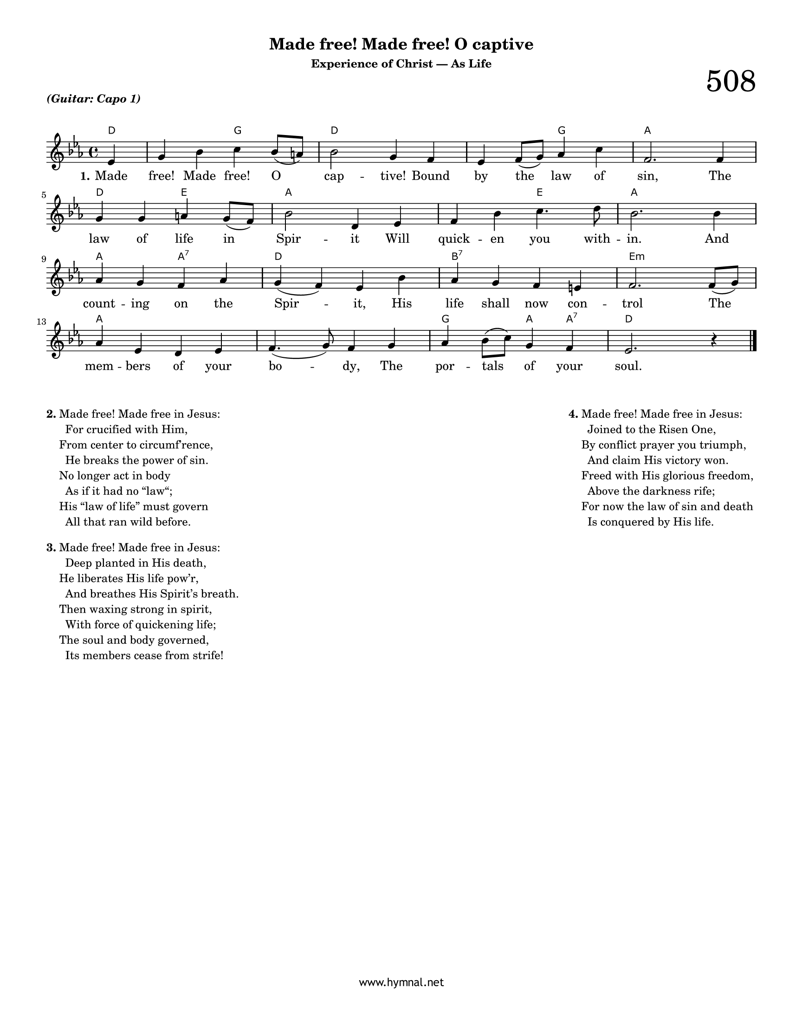 Made free! Made free! O captive
Experience of Christ — As Life
508
(Guitar: Capo 1)
D G D G A
1. Made free! Made free! O cap - tive! Bound by the law of sin, The
5
D E A E A
law of life in Spir - it Will quick - en you with - in. And
9
A A7 D B7 Em
count - ing on the Spir - it, His life shall now con - trol The
13
A G A A7 D
mem - bers of your bo - dy, The por - tals of your soul.
2. Made free! Made free in Jesus:
For crucified with Him,
From center to circumf'rence,
He breaks the power of sin.
No longer act in body
As if it had no “law“;
His “law of life” must govern
All that ran wild before.
3. Made free! Made free in Jesus:
Deep planted in His death,
He liberates His life pow'r,
And breathes His Spirit's breath.
Then waxing strong in spirit,
With force of quickening life;
The soul and body governed,
Its members cease from strife!
4. Made free! Made free in Jesus:
Joined to the Risen One,
By conflict prayer you triumph,
And claim His victory won.
Freed with His glorious freedom,
Above the darkness rife;
For now the law of sin and death
Is conquered by His life.
www.hymnal.net